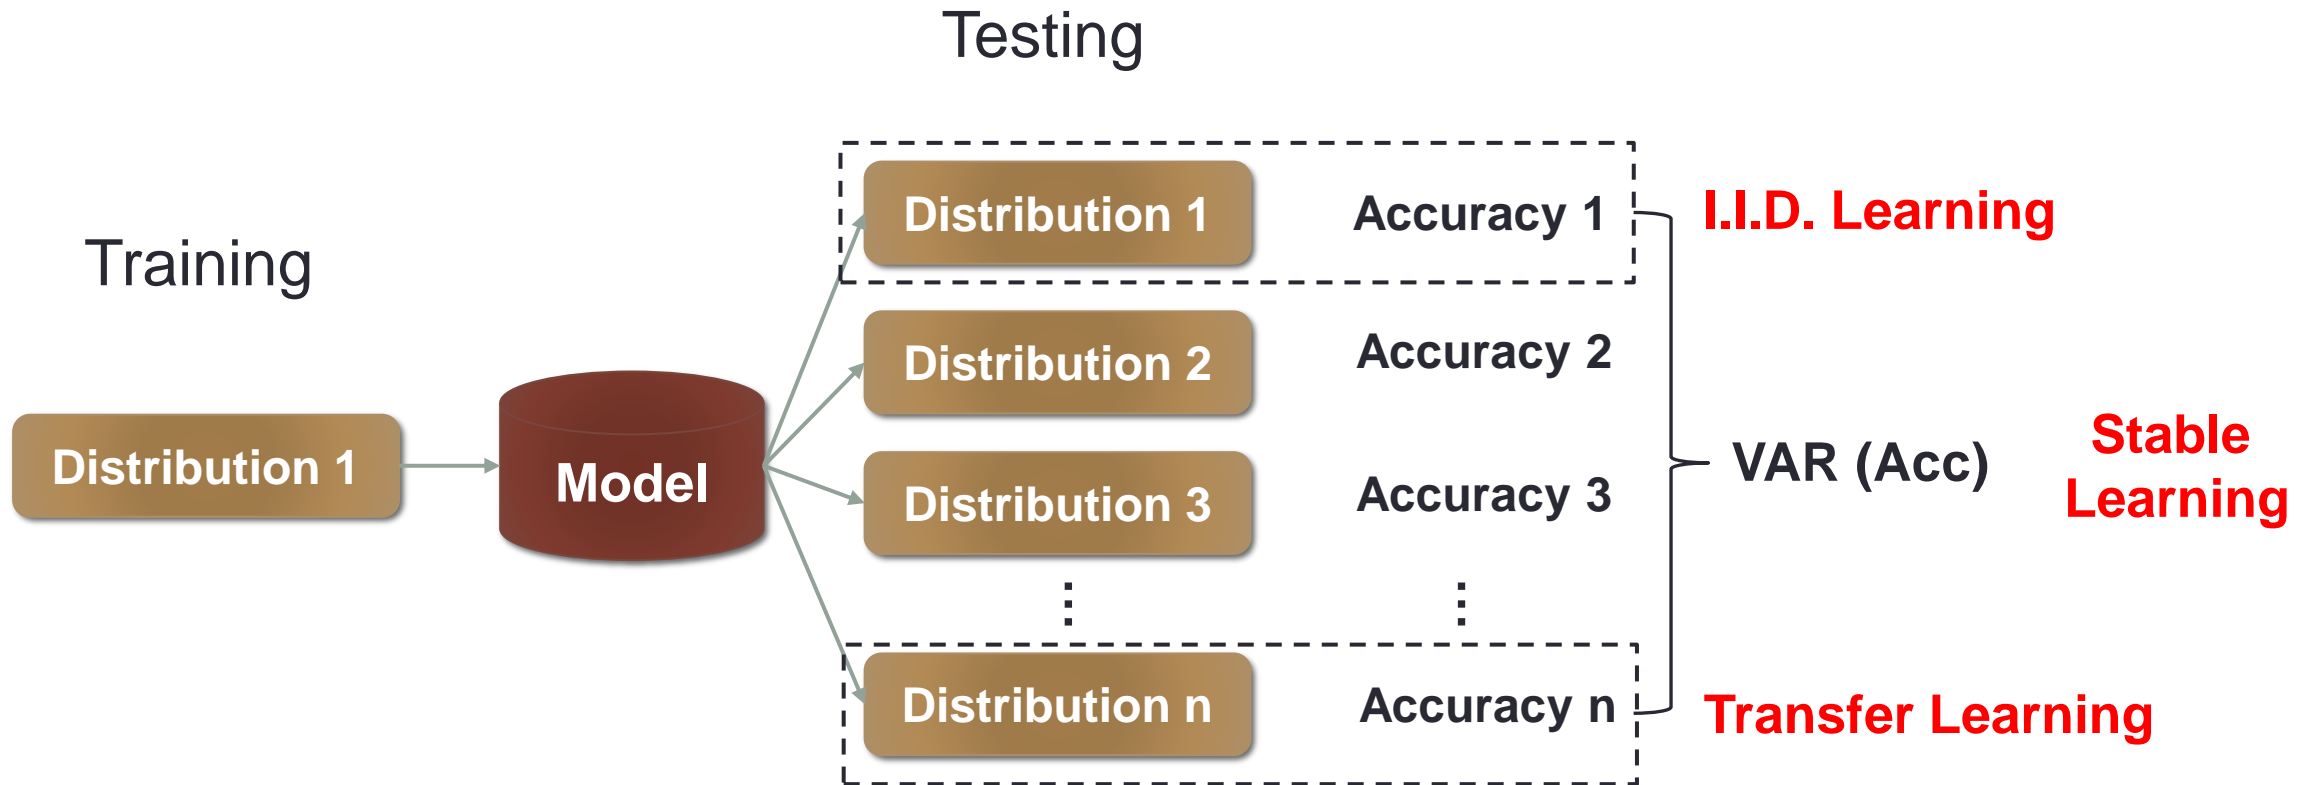 Testing
Training
Distribution 1
Model
Distribution 1
Accuracy 1
I.I.D. Learning
Distribution 2
Accuracy 2
Distribution 3
Accuracy 3
VAR (Acc)
Stable
Learning
Distribution n
Accuracy n
Transfer Learning